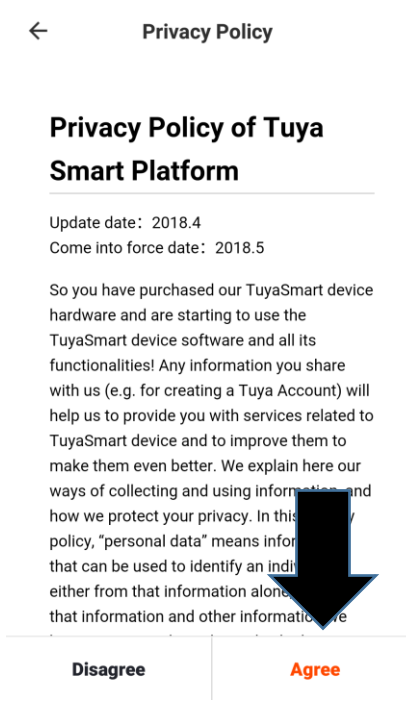 Privacy Policy
Privacy Policy of Tuya
Smart Platform
Update date：2018.4
Come into force date：2018.5
So you have purchased our TuyaSmart device
hardware and are starting to use the
TuyaSmart device software and all its
functionalities! Any information you share
with us (e.g. for creating a Tuya Account) will
help us to provide you with services related to
TuyaSmart device and to improve them to
make them even better. We explain here our
ways of collecting and using information, and
how we protect your privacy. In this
policy, “personal data” means
that can be used to identify an
either from that information alone
that information and other information
Disagree
Agree